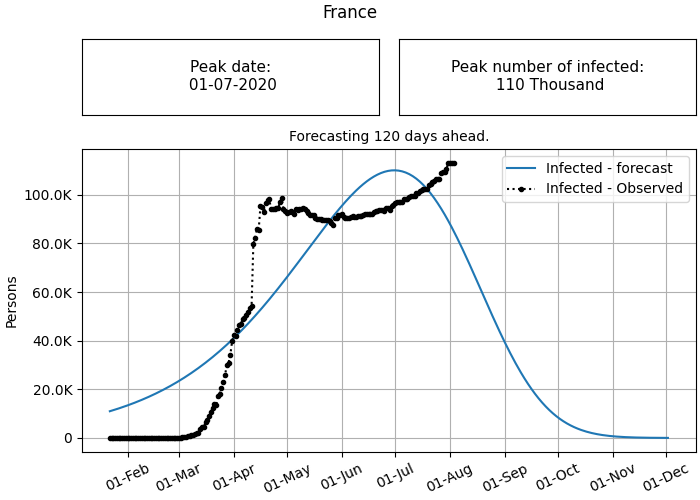 France
Peak date:
01-07-2020
Peak number of infected:
110 Thousand
Forecasting 120 days ahead.
Infected - forecast
Infected - Observed
100.0K
80.0K
60.0K
40.0K
20.0K
0
Persons
01-Feb
01-Mar
01-Apr
01-May
01-Jun
01-Jul
01-Aug
01-Sep
01-Oct
01-Nov
01-Dec